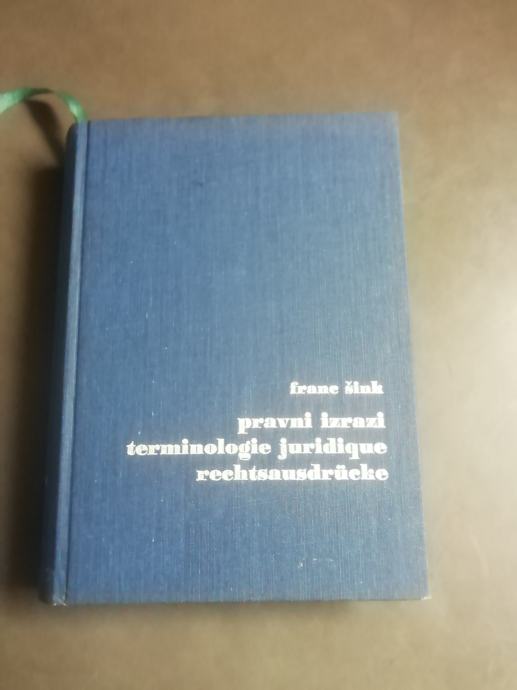 franc šink
pravni izrazi
terminologie juridique
rechtsausdrücke